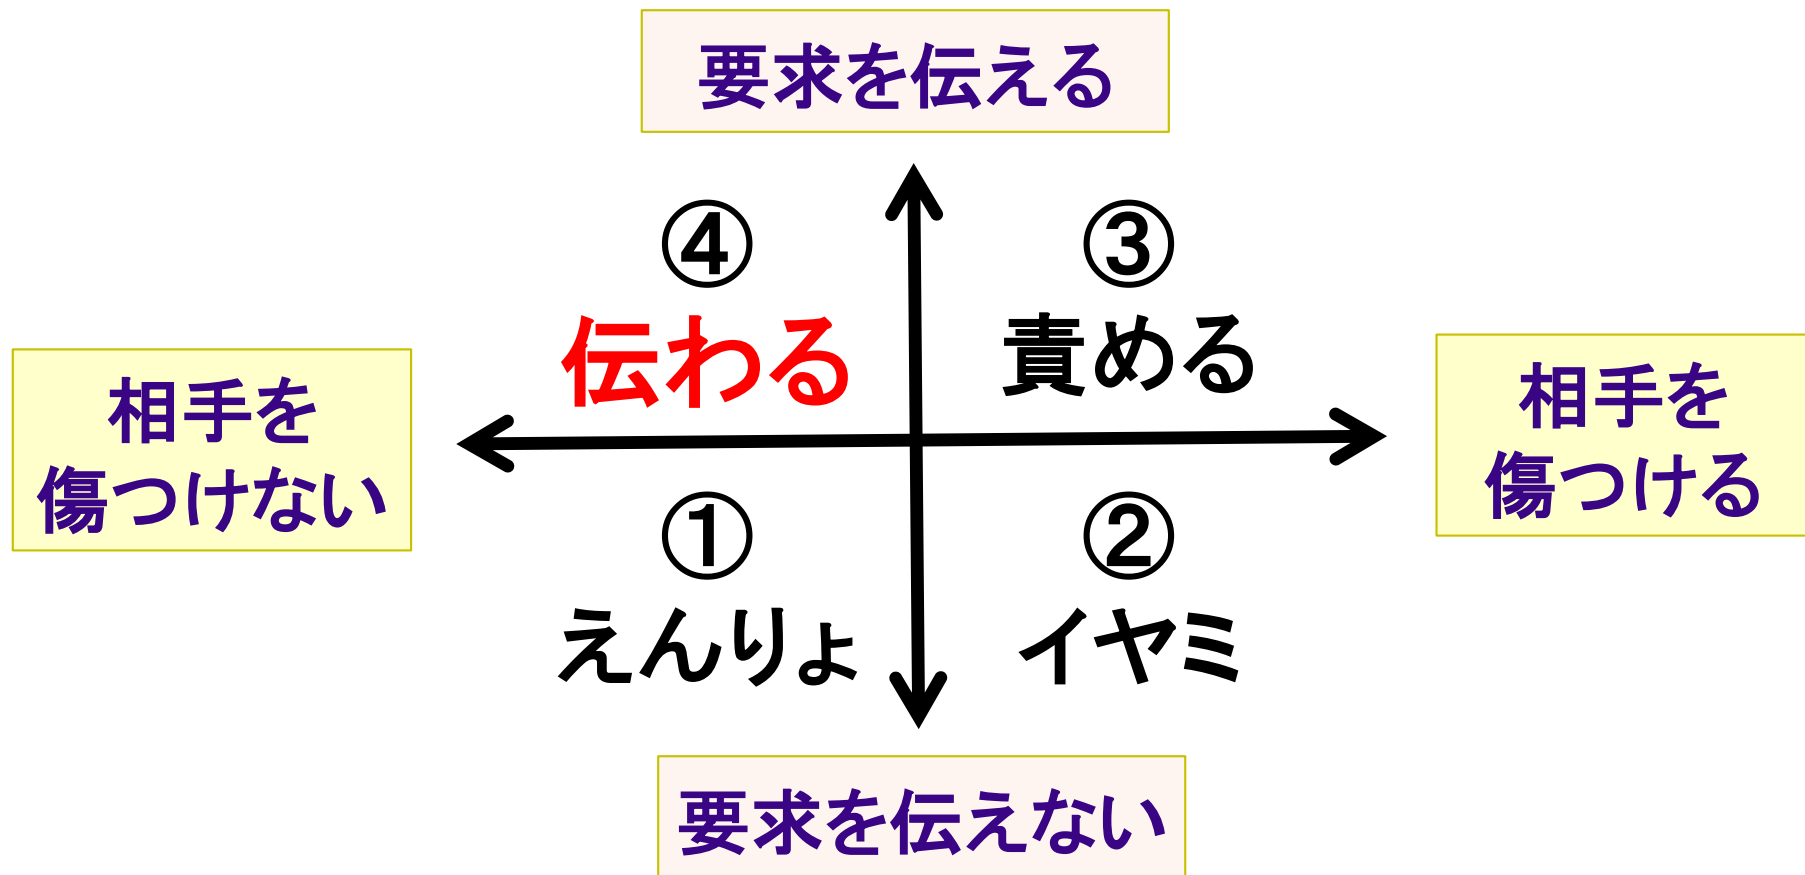 要求を伝える
④
伝わる
③
責める
相手を
傷つけない
相手を
傷つける
①
えんりょ
②
イヤミ
要求を伝えない